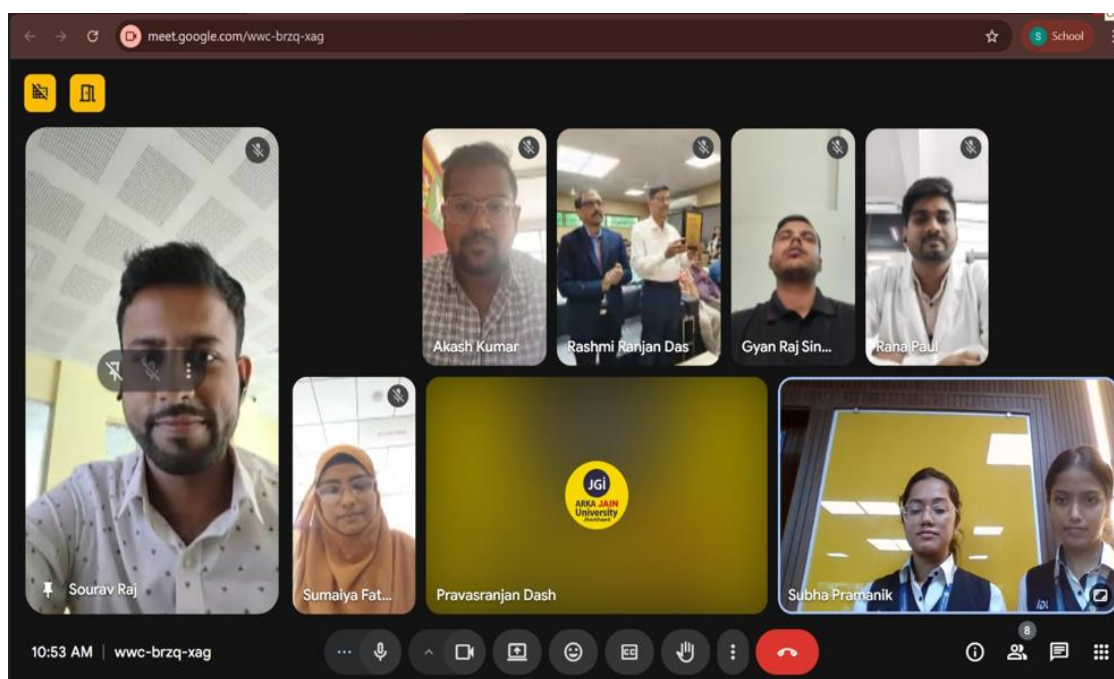 meet.google.com/wwc-brzq-xag
S School
Akash Kumar
Rashmi Ranjan Das
Gyan Raj Sin...
Rana Paul
Sourav Raj
Sumaiya Fat...
JGi
ARKA JAIN
University
Jharkhand
Pravasranjan Dash
Subha Pramanik
8
10:53 AM | wwc-brzq-xag
CC